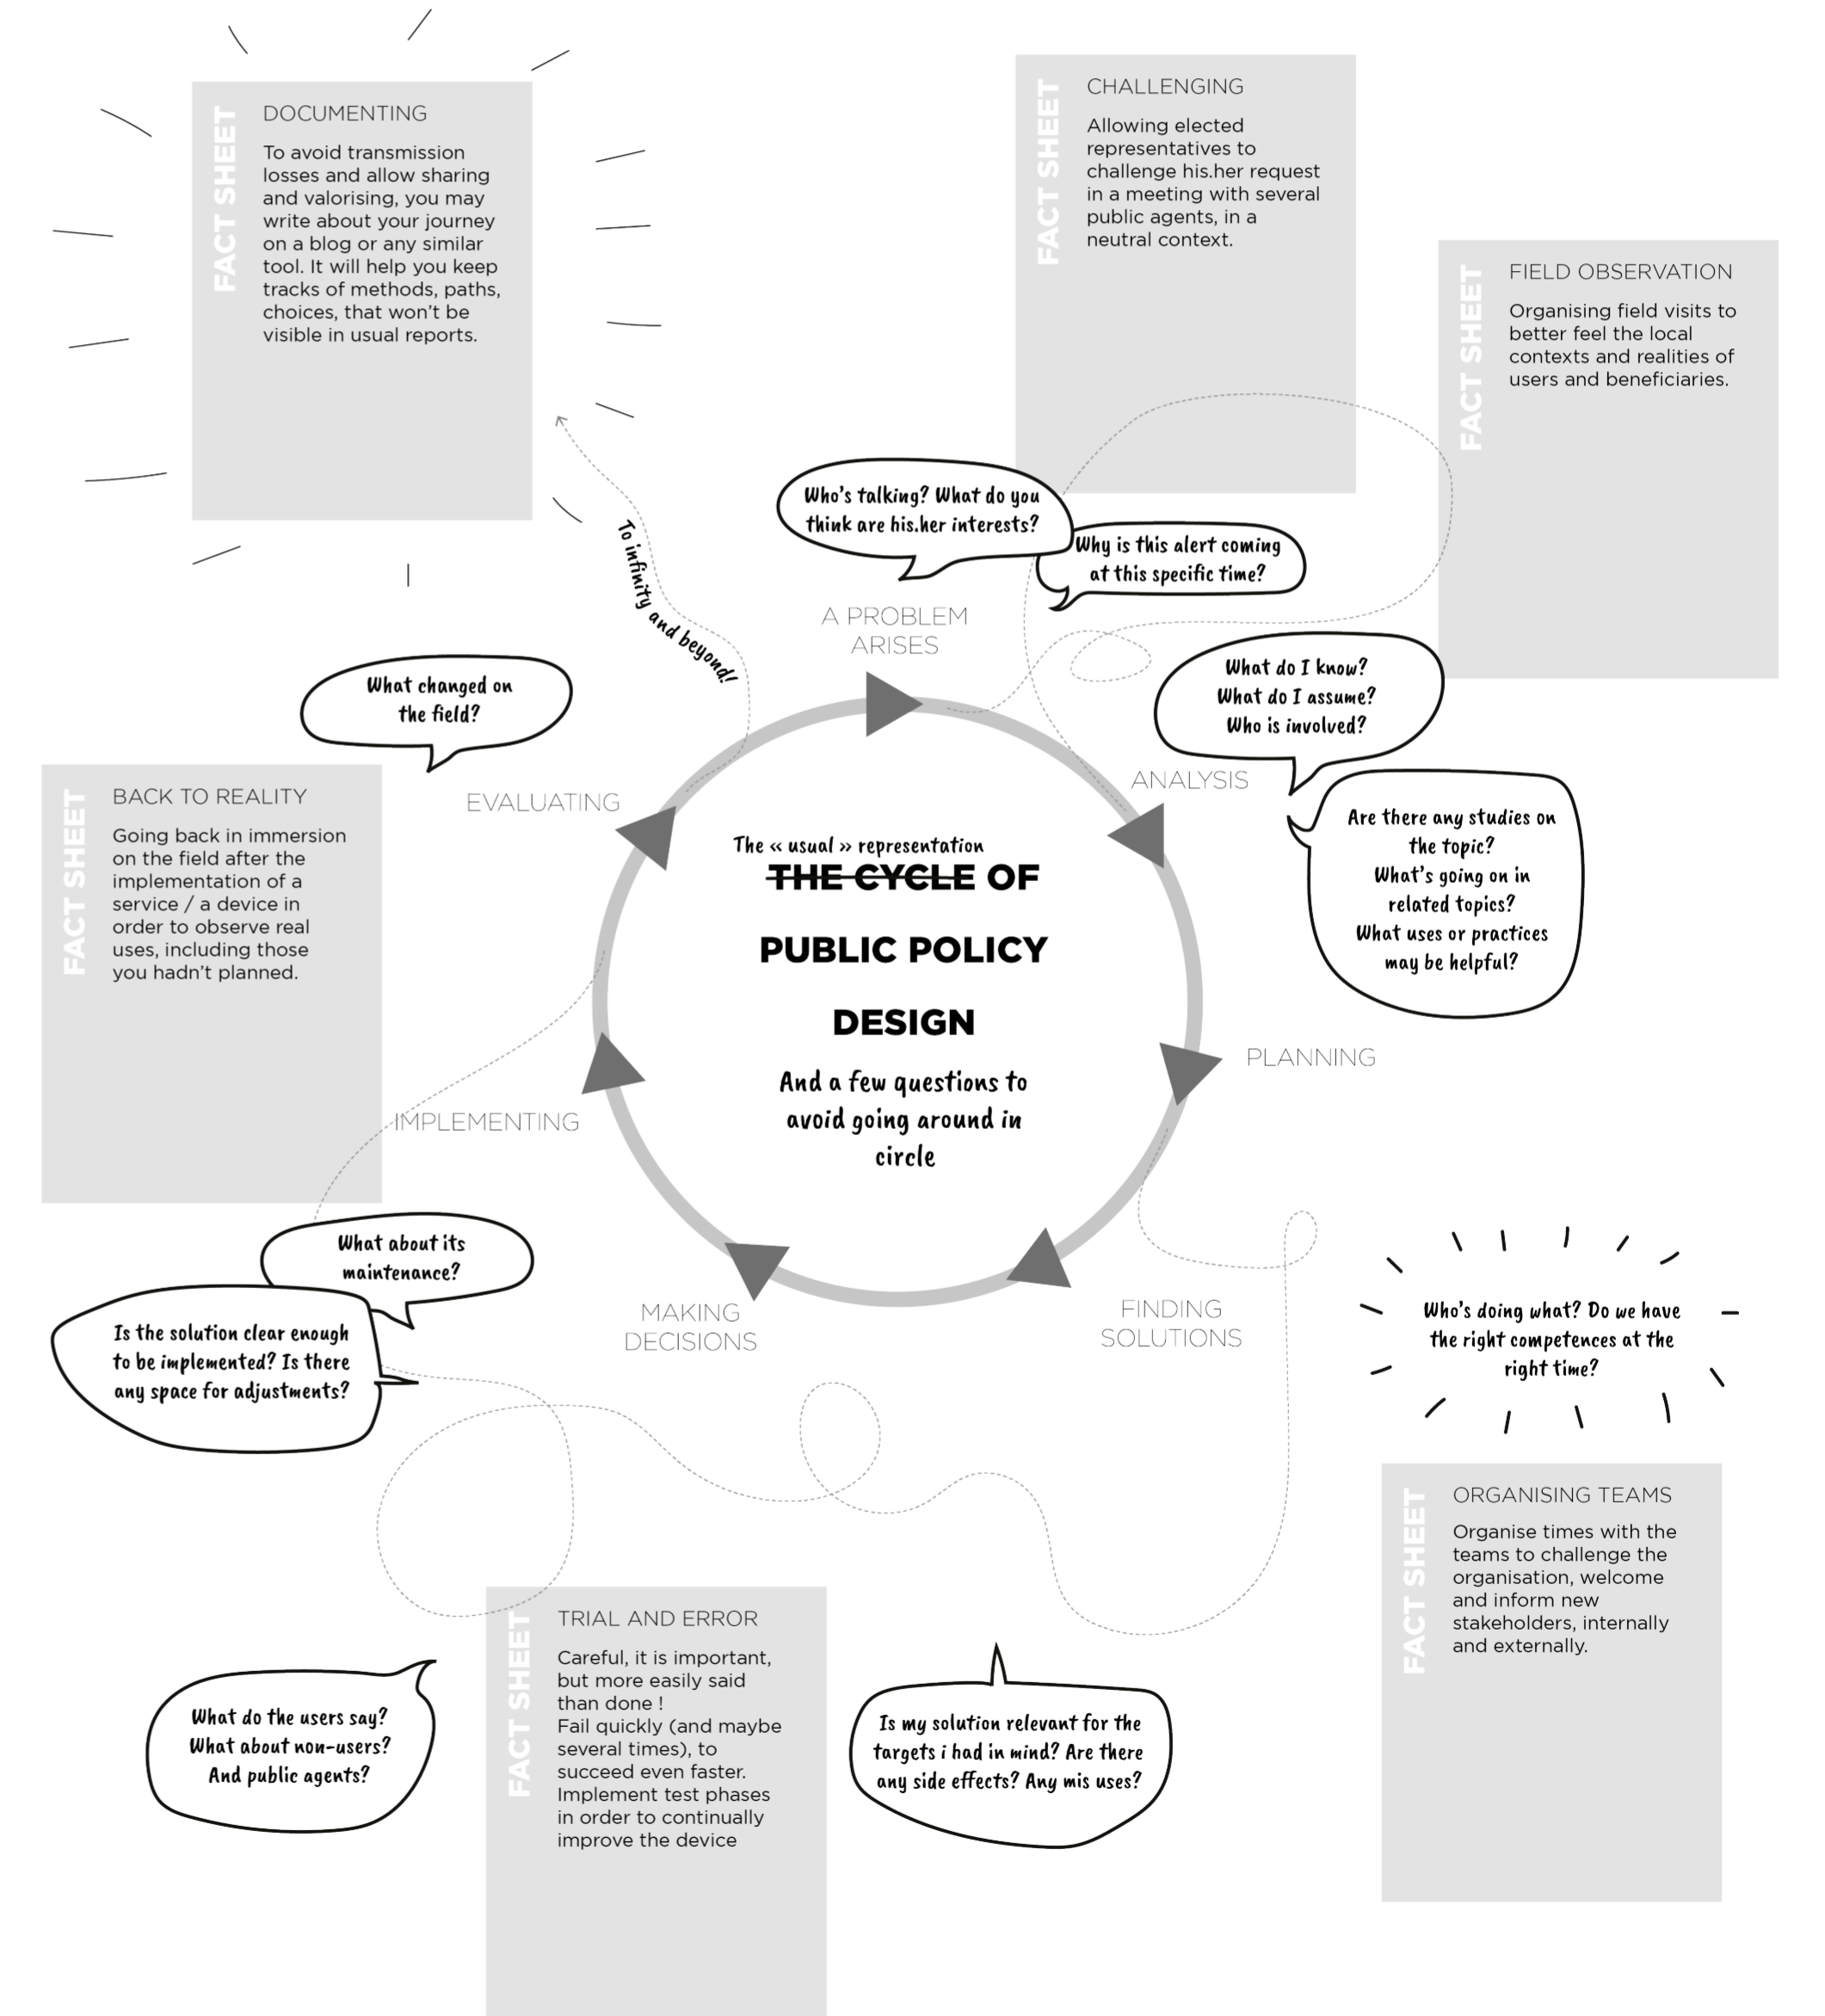 FACT SHEET
DOCUMENTING
To avoid transmission
losses and allow sharing
and valorising, you may
write about your journey
on a blog or any similar
tool. It will help you keep
tracks of methods, paths,
choices, that won't be
visible in usual reports.
FACT SHEET
CHALLENGING
Allowing elected
representatives to
challenge his.her request
in a meeting with several
public agents, in a
neutral context.
FACT SHEET
FIELD OBSERVATION
Organising field visits to
better feel the local
contexts and realities of
users and beneficiaries.
Who's talking? What do you
think are his.her interests?
Why is this alert coming
at this specific time?
To infinity and beyond!
A PROBLEM
ARISES
What changed on
the field?
What do I know?
What do I assume?
Who is involved?
ANALYSIS
EVALUATING
FACT SHEET
BACK TO REALITY
Going back in immersion
on the field after the
implementation of a
service / a device in
order to observe real
uses, including those
you hadn't planned.
The « usual » representation
THE CYCLE OF
PUBLIC POLICY
DESIGN
And a few questions to
avoid going around in
circle
Are there any studies on
the topic?
What's going on in
related topics?
What uses or practices
may be helpful?
PLANNING
IMPLEMENTING
What about its
maintenance?
Is the solution clear enough
to be implemented? Is there
any space for adjustments?
MAKING
DECISIONS
FINDING
SOLUTIONS
Who's doing what? Do we have
the right competences at the
right time?
FACT SHEET
ORGANISING TEAMS
Organise times with the
teams to challenge the
organisation, welcome
and inform new
stakeholders, internally
and externally.
FACT SHEET
TRIAL AND ERROR
Careful, it is important,
but more easily said
than done !
Fail quickly (and maybe
several times), to
succeed even faster.
Implement test phases
in order to continually
improve the device
What do the users say?
What about non-users?
And public agents?
Is my solution relevant for the
targets i had in mind? Are there
any side effects? Any mis uses?